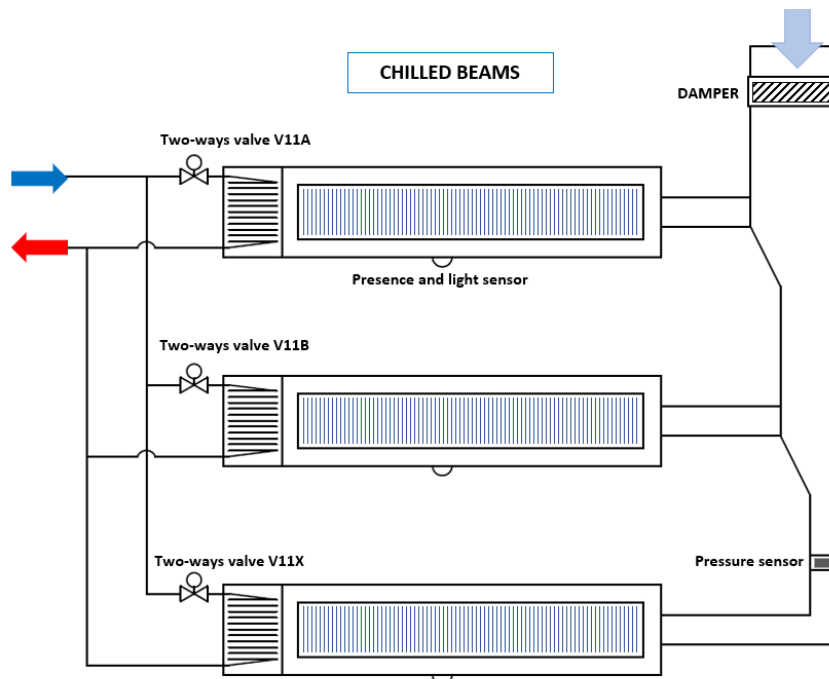 CHILLED BEAMS
DAMPER
Two-ways valve V11A
Presence and light sensor
Two-ways valve V11B
Two-ways valve V11X
Pressure sensor